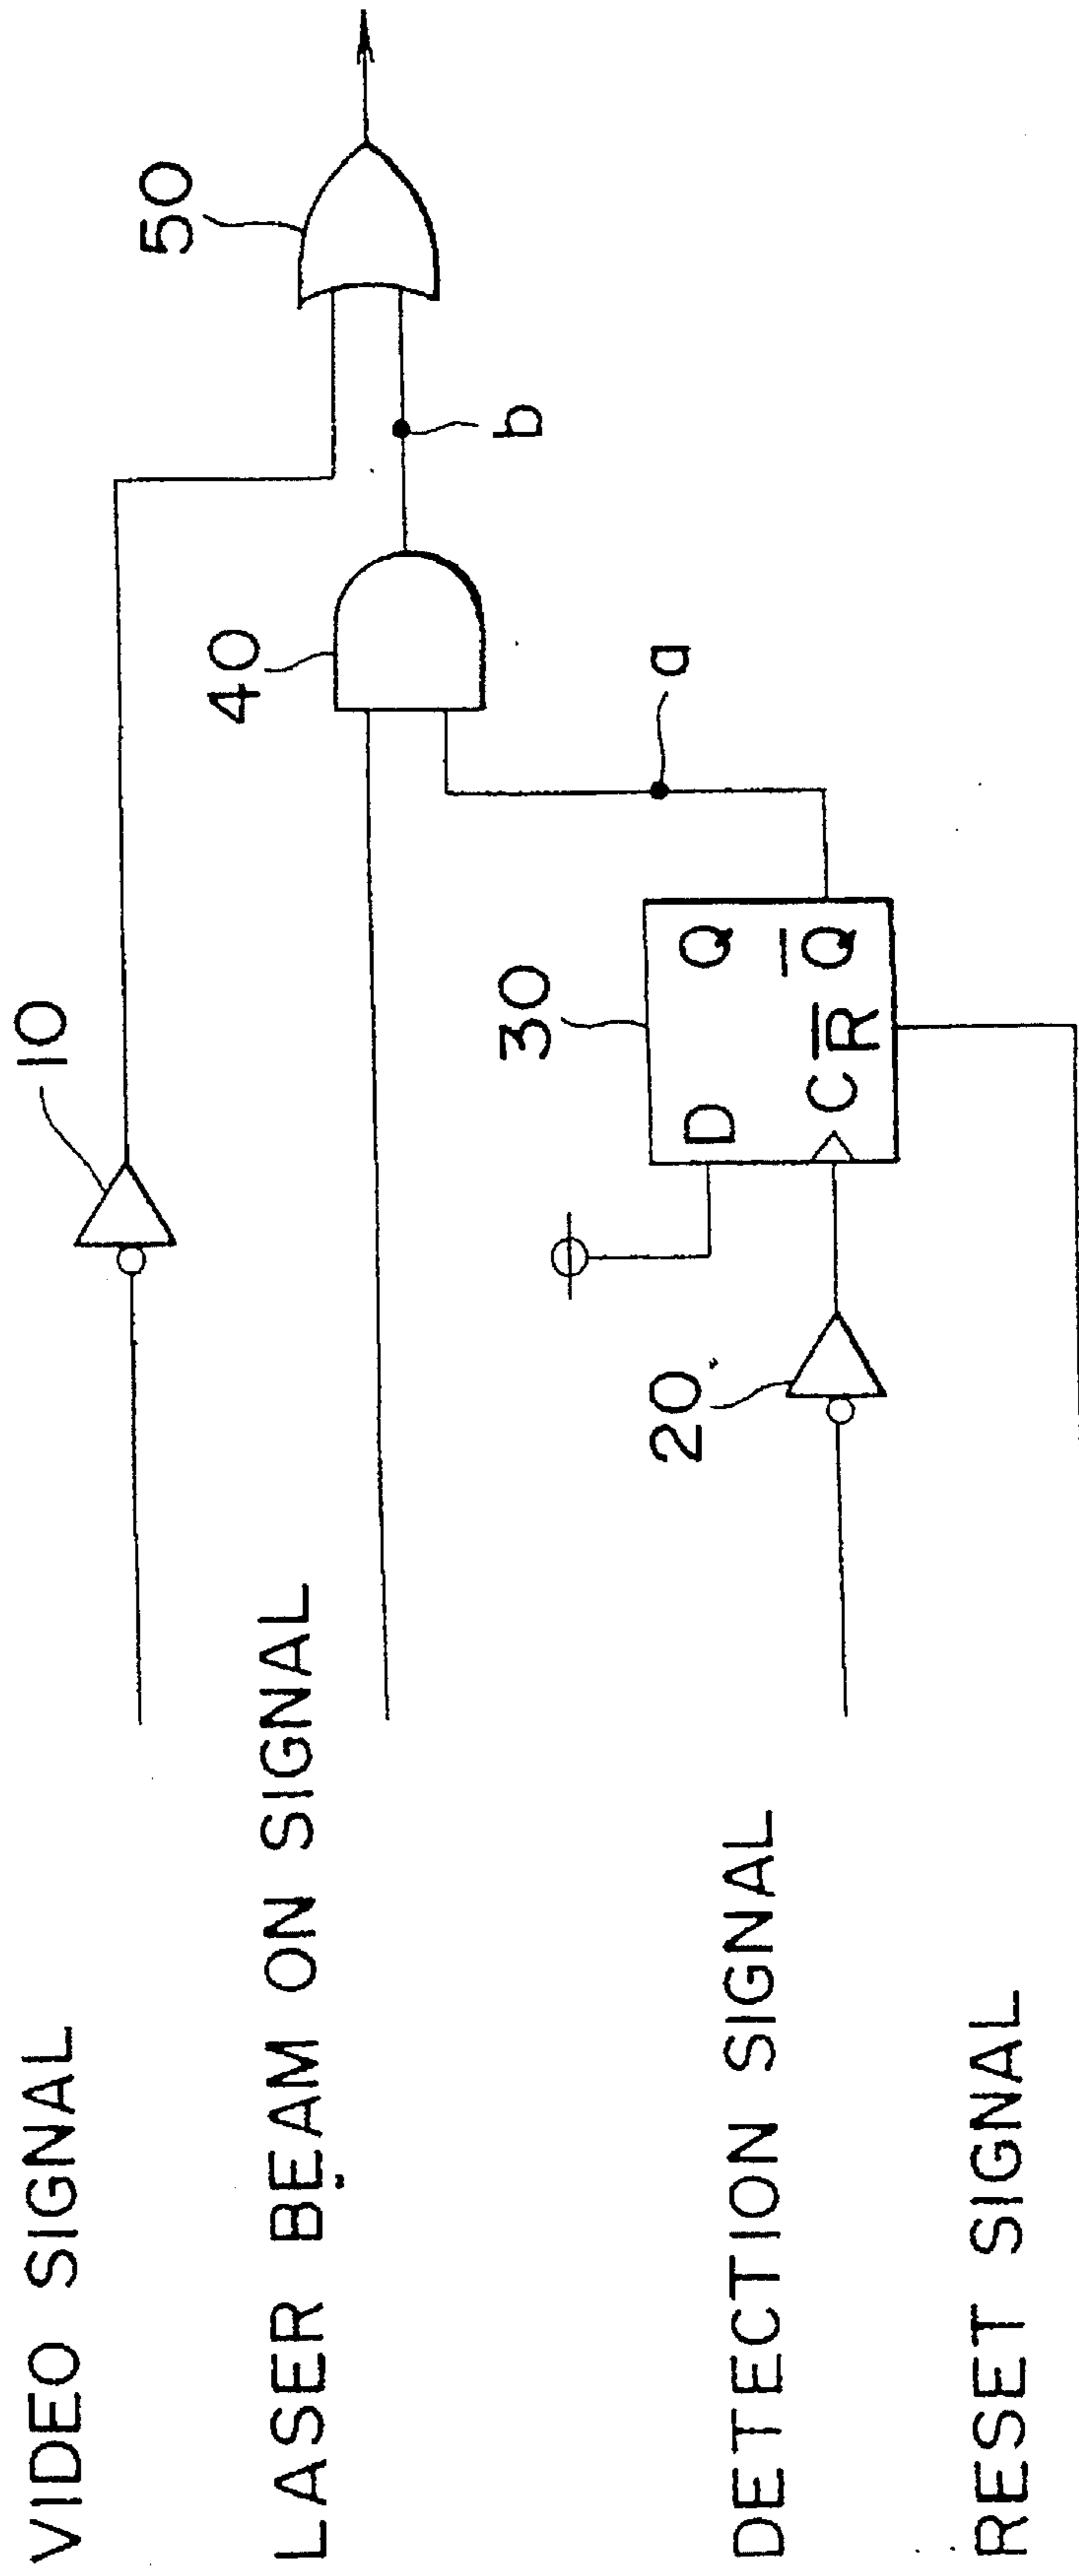 VIDEO SIGNAL
10
LASER BEAM ON SIGNAL
40
50
b
a
DETECTION SIGNAL
20
30
D
Q
C
R̅
Q̅
RESET SIGNAL